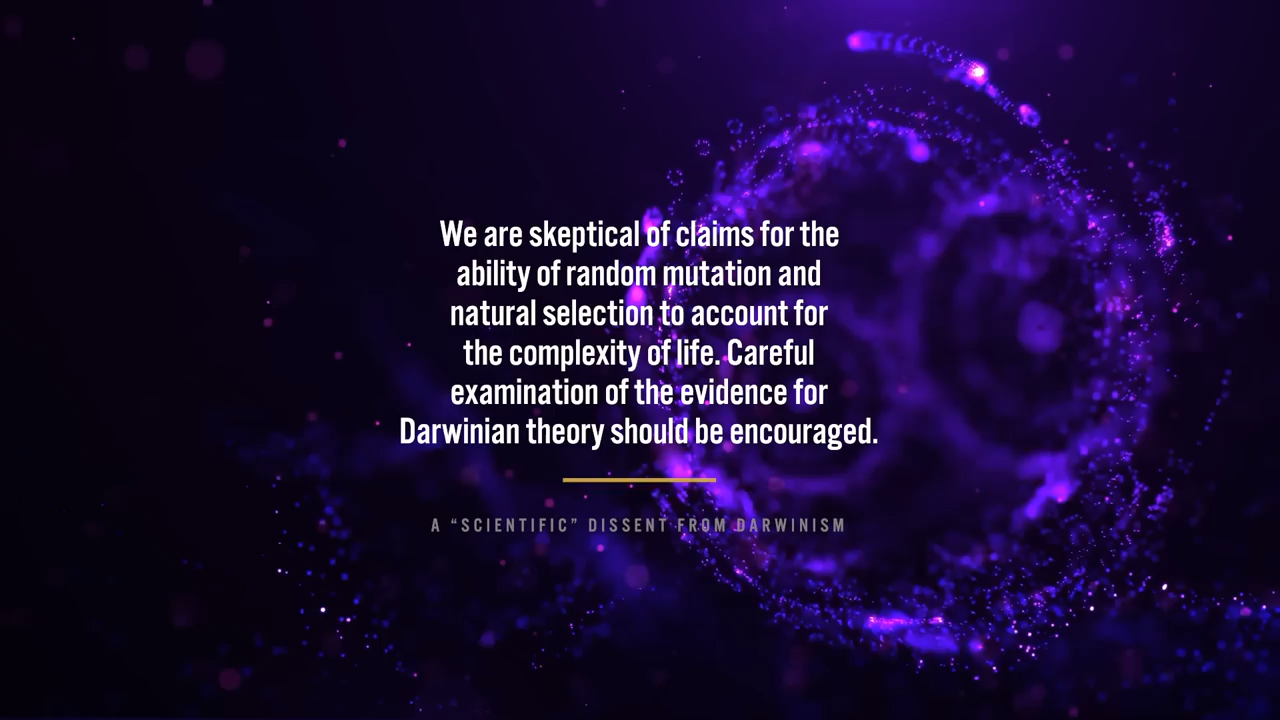 We are skeptical of claims for the
ability of random mutation and
natural selection to account for
the complexity of life. Careful
examination of the evidence for
Darwinian theory should be encouraged.
A “SCIENTIFIC” DISSENT FROM DARWINISM